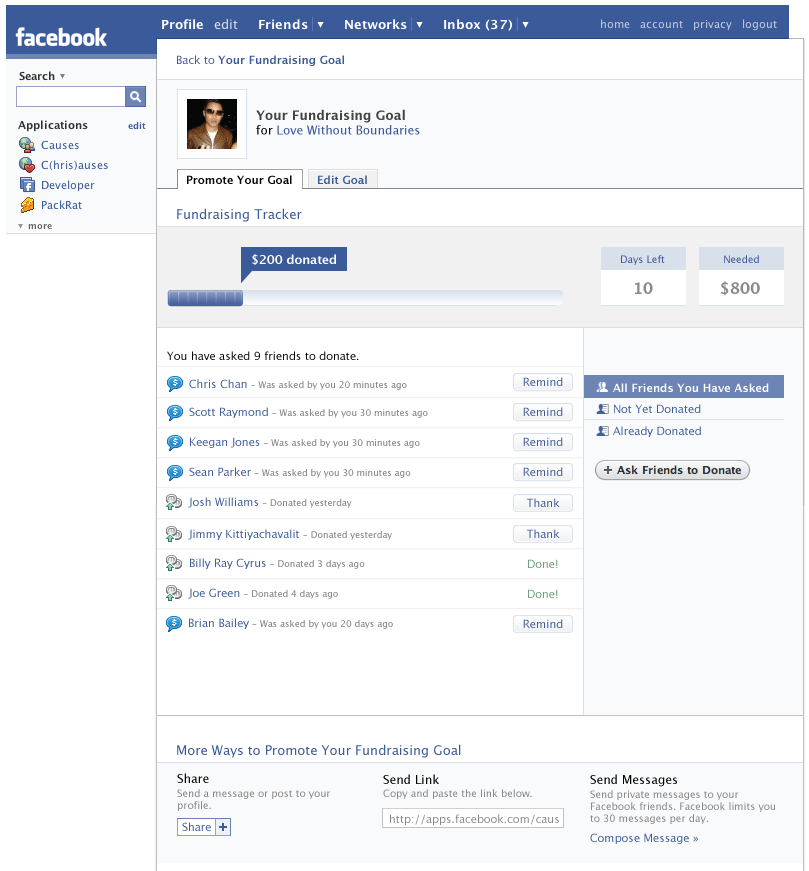 facebook
Profile edit Friends ▼ Networks ▼ Inbox (37) ▼ home account privacy logout
Search ▼
Applications edit
Causes
C(hris)auses
Developer
PackRat
▼ more
Back to Your Fundraising Goal
Your Fundraising Goal
for Love Without Boundaries
Promote Your Goal Edit Goal
Fundraising Tracker
$200 donated
Days Left
10
Needed
$800
You have asked 9 friends to donate.
Chris Chan – Was asked by you 20 minutes ago Remind
Scott Raymond – Was asked by you 30 minutes ago Remind
Keegan Jones – Was asked by you 30 minutes ago Remind
Sean Parker – Was asked by you 30 minutes ago Remind
Josh Williams – Donated yesterday Thank
Jimmy Kittiyachavalit – Donated yesterday Thank
Billy Ray Cyrus – Donated 3 days ago Done!
Joe Green – Donated 4 days ago Done!
Brian Bailey – Was asked by you 20 days ago Remind
All Friends You Have Asked
Not Yet Donated
Already Donated
+ Ask Friends to Donate
More Ways to Promote Your Fundraising Goal
Share
Send a message or post to your
profile.
Share +
Send Link
Copy and paste the link below.
http://apps.facebook.com/caus
Send Messages
Send private messages to your
Facebook friends. Facebook limits you
to 30 messages per day.
Compose Message »